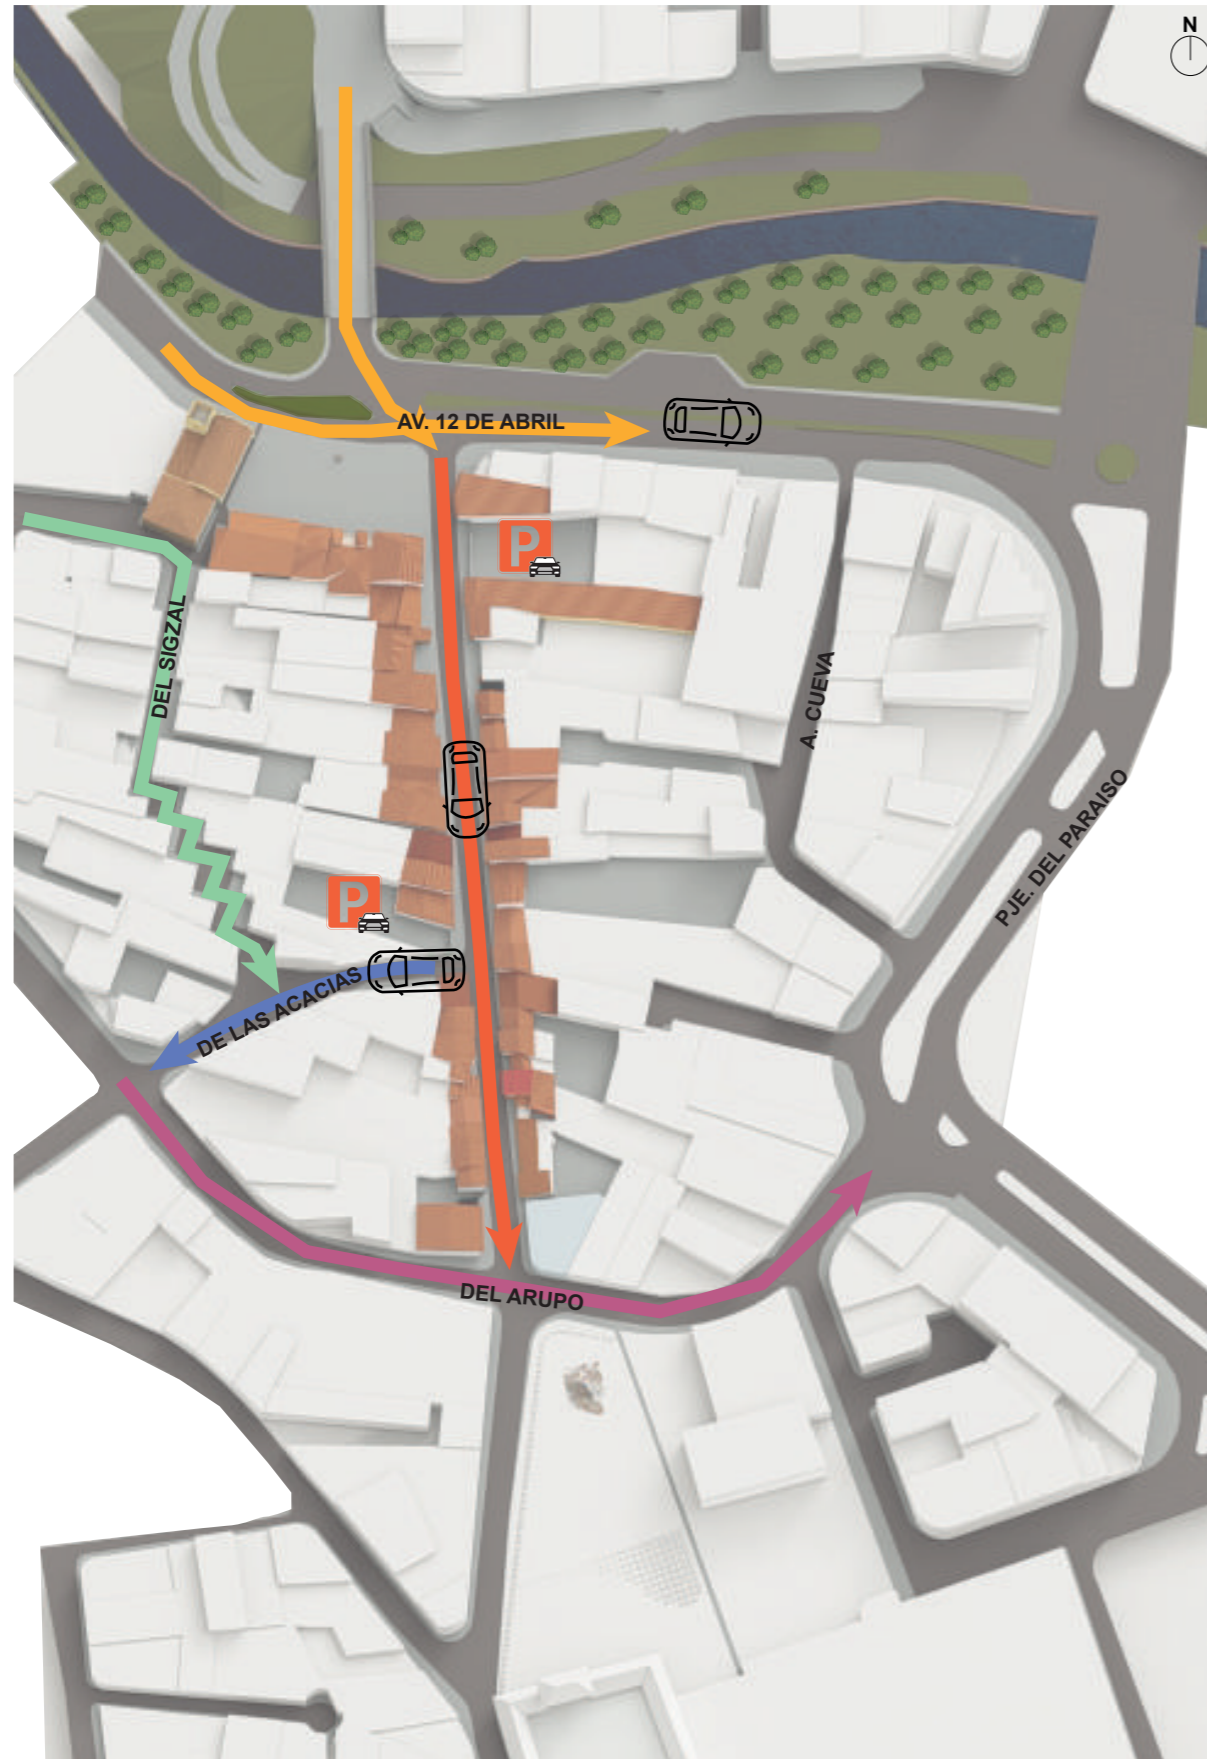 N
AV. 12 DE ABRIL
P
DEL SIGZAL
A. CUEVA
PJE. DEL PARAISO
P
DE LAS ACACIAS
DEL ARUPO